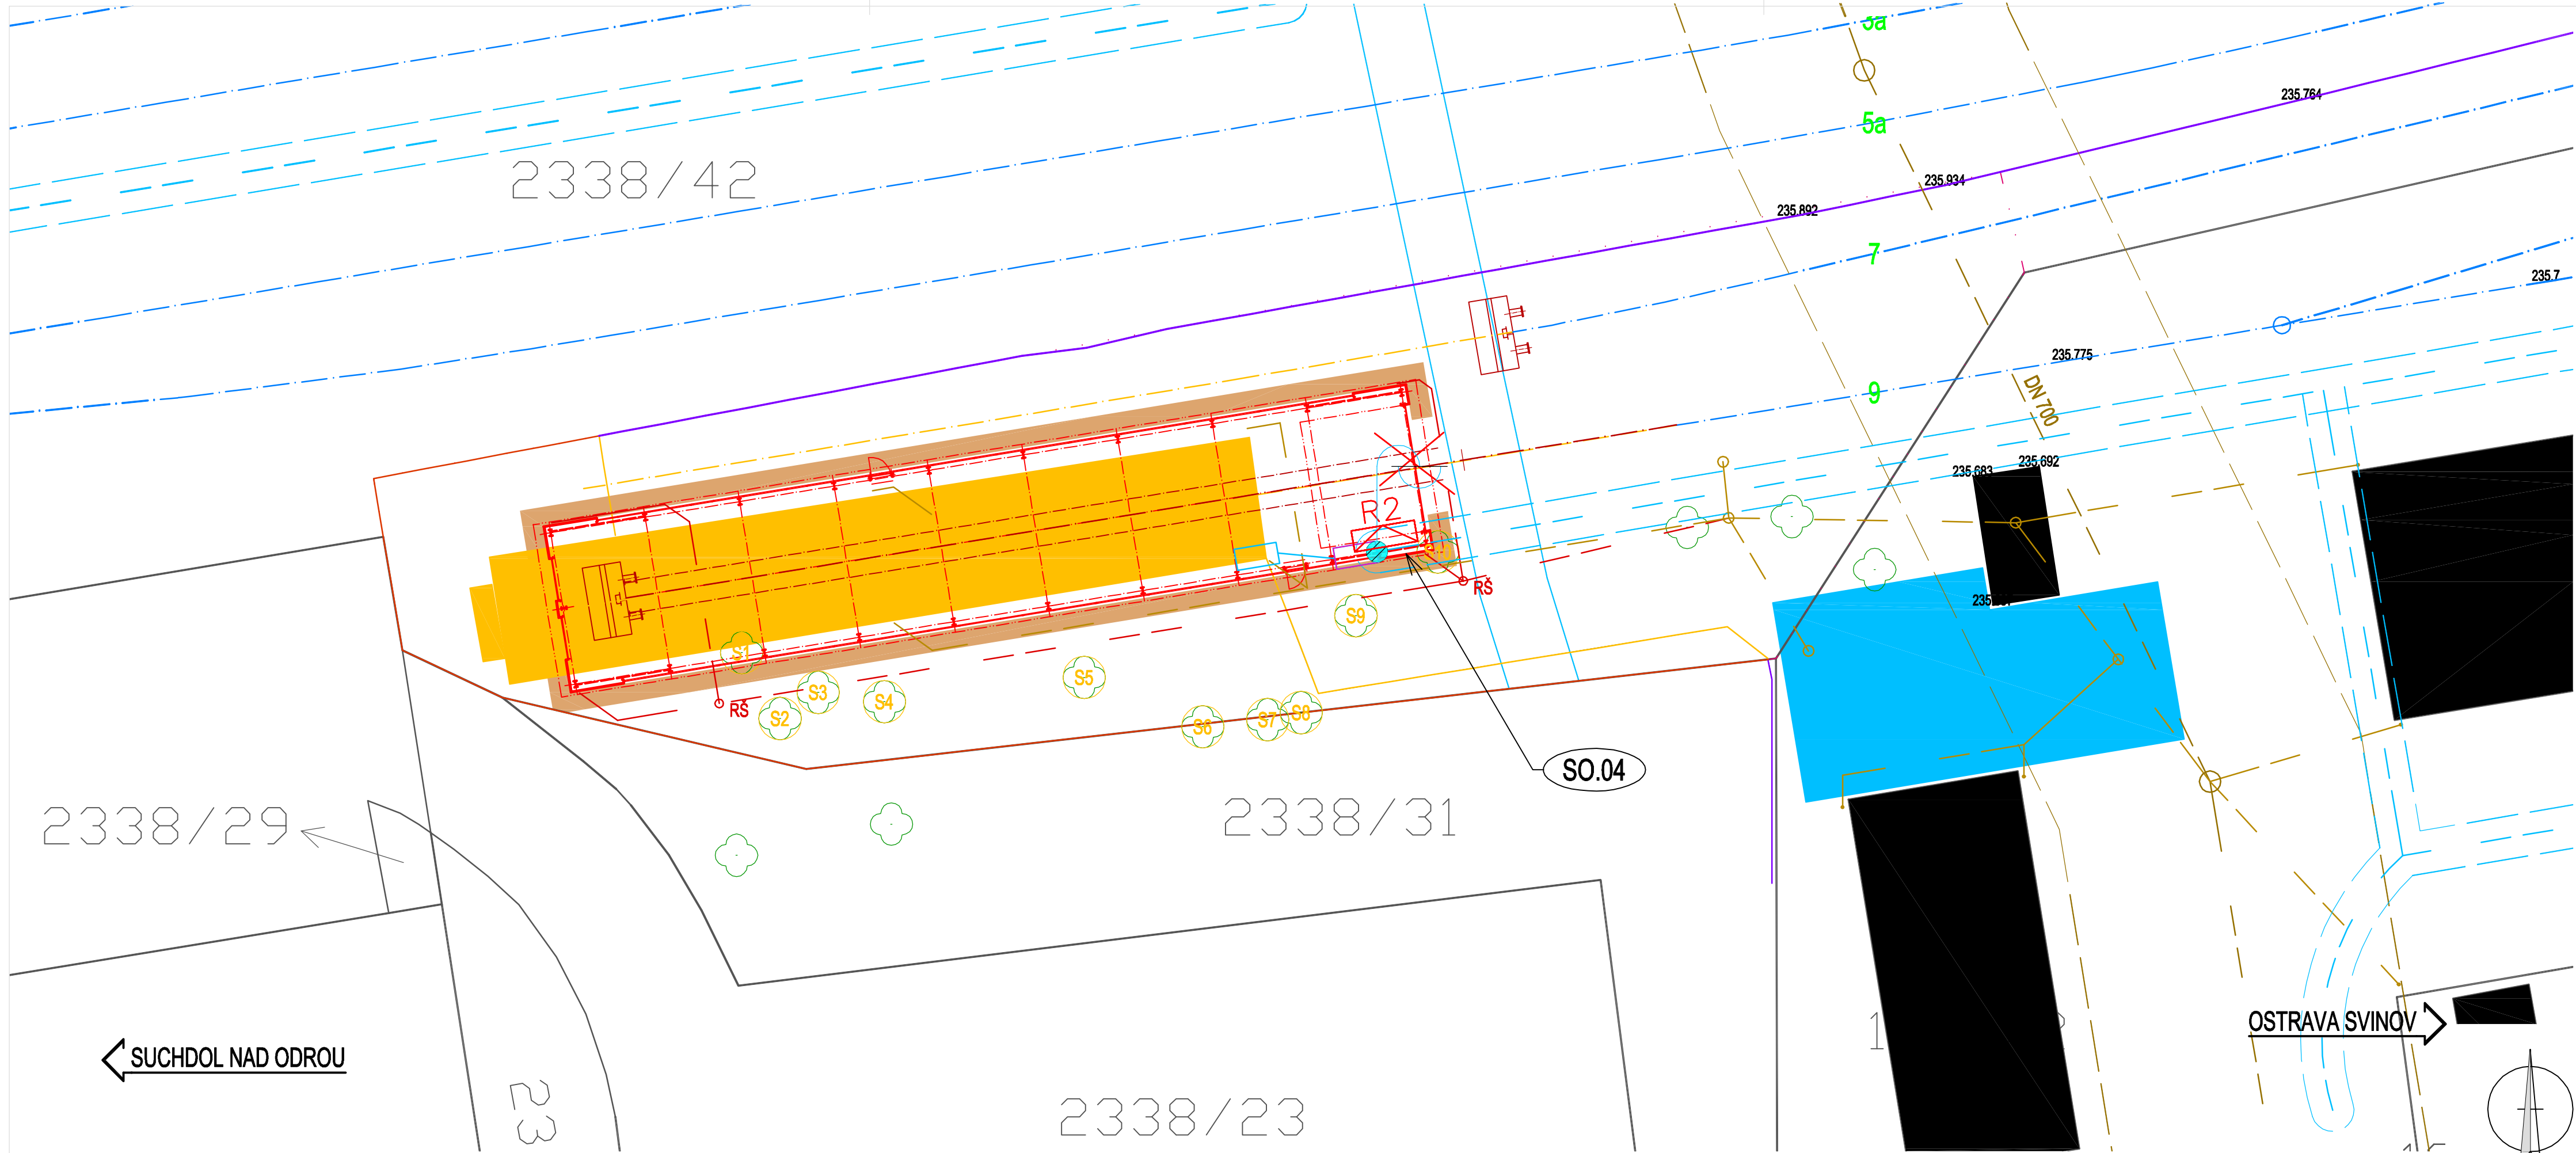 3a
235.764
5a
2338/42
235.934
235.892
7
235.7
235.775
9
DN 700
235.692
235.683
R2
RŠ
S9
S1
S5
S3
S4
RŠ
S2
S8
S7
S6
SO.04
2338/29
2338/31
OSTRAVA SVINOV
SUCHDOL NAD ODROU
23
2338/23